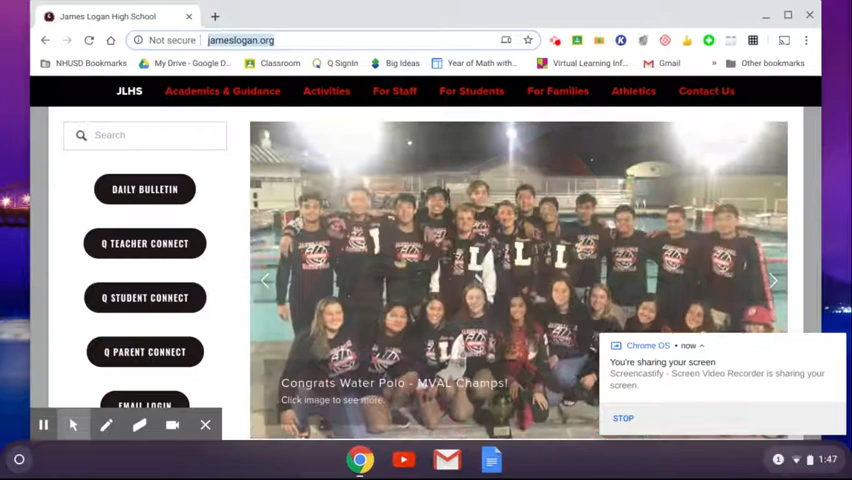 James Logan High School
Not secure jameslogan.org
NHUSD Bookmarks My Drive - Google D... Classroom Q SignIn Big Ideas Year of Math with... Virtual Learning Inf... Gmail » Other bookmarks
JLHS Academics & Guidance Activities For Staff For Students For Families Athletics Contact Us
Search
DAILY BULLETIN
Q TEACHER CONNECT
Q STUDENT CONNECT
Q PARENT CONNECT
EMAIL LOGIN
Congrats Water Polo - MVAL Champs!
Click image to see more.
Chrome OS • now
You're sharing your screen
Screencastify - Screen Video Recorder is sharing your
screen.
STOP
1 1:47